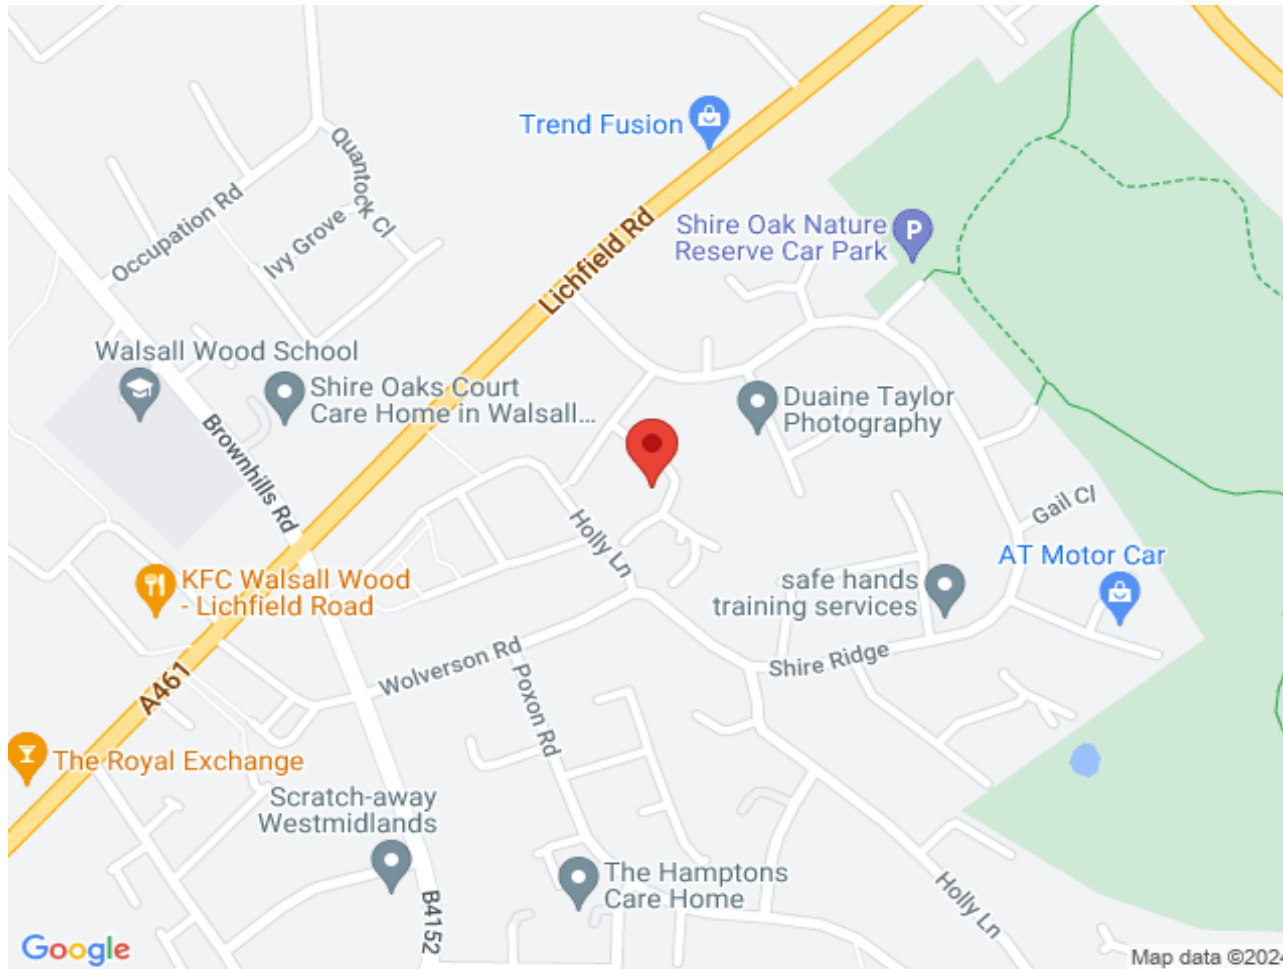 Trend Fusion
Quantock Cl
Occupation Rd
Ivy Grove
Lichfield Rd
Shire Oak Nature
Reserve Car Park
P
Walsall Wood School
Shire Oaks Court
Care Home in Walsall...
Duaine Taylor
Photography
Brownhills Rd
Holly Ln
Gail Cl
AT Motor Car
KFC Walsall Wood
- Lichfield Road
safe hands
training services
Wolverson Rd
Shire Ridge
A461
Poxon Rd
The Royal Exchange
Scratch-away
Westmidlands
The Hamptons
Care Home
Holly Ln
B4152
Google
Map data ©202